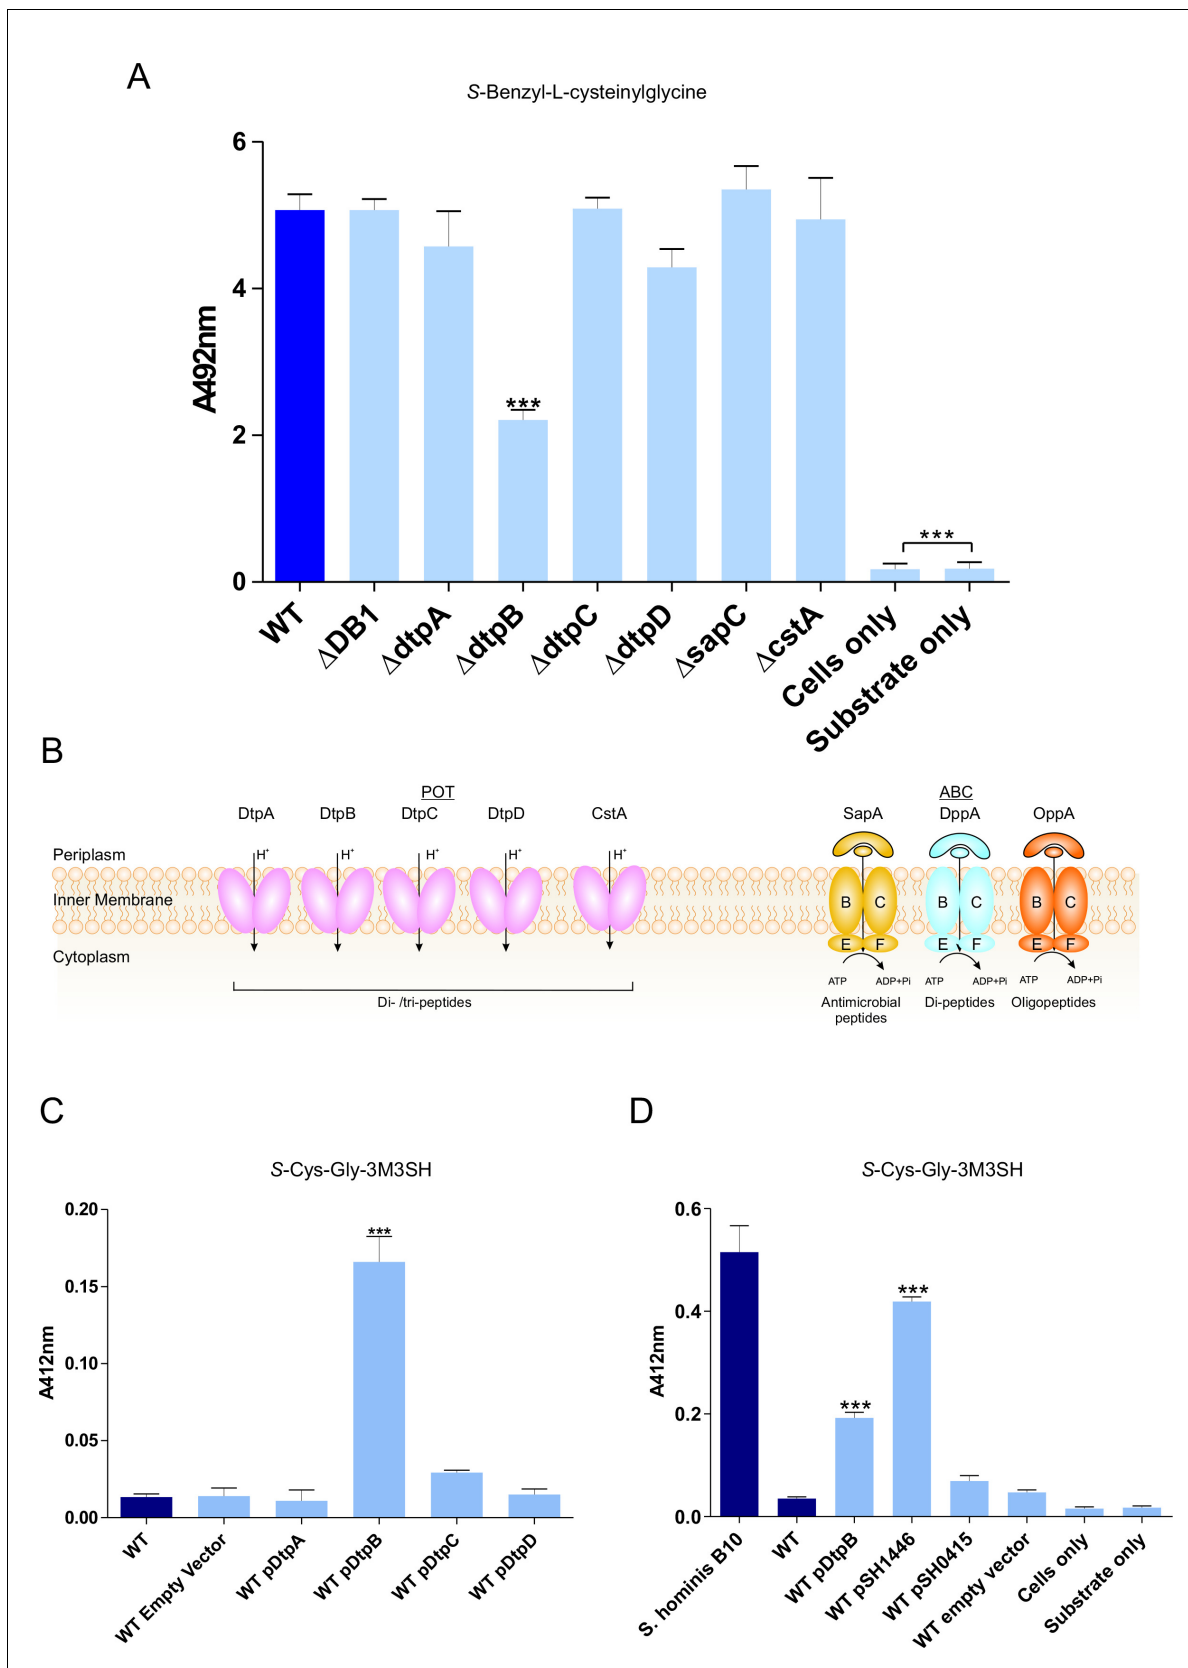 A
S-Benzyl-L-cysteinylglycine
A492nm
6
4
2
0
***
***
WT
ΔDB1
ΔdtpA
ΔdtpB
ΔdtpC
ΔdtpD
ΔsapC
ΔcstA
Cells only
Substrate only
B
POT
ABC
DtpA DtpB DtpC DtpD CstA SapA DppA OppA
Periplasm
H+ H+ H+ H+ H+
Inner Membrane
B C B C B C
E F E F E F
Cytoplasm
ATP ADP+Pi ATP ADP+Pi ATP ADP+Pi
Di- /tri-peptides
Antimicrobial peptides
Di-peptides
Oligopeptides
C
S-Cys-Gly-3M3SH
A412nm
0.20
0.15
0.10
0.05
0.00
***
WT
WT Empty Vector
WT pDtpA
WT pDtpB
WT pDtpC
WT pDtpD
D
S-Cys-Gly-3M3SH
A412nm
0.6
0.4
0.2
0.0
***
***
S. hominis B10
WT
WT pDtpB
WT pSH1446
WT pSH0415
WT empty vector
Cells only
Substrate only